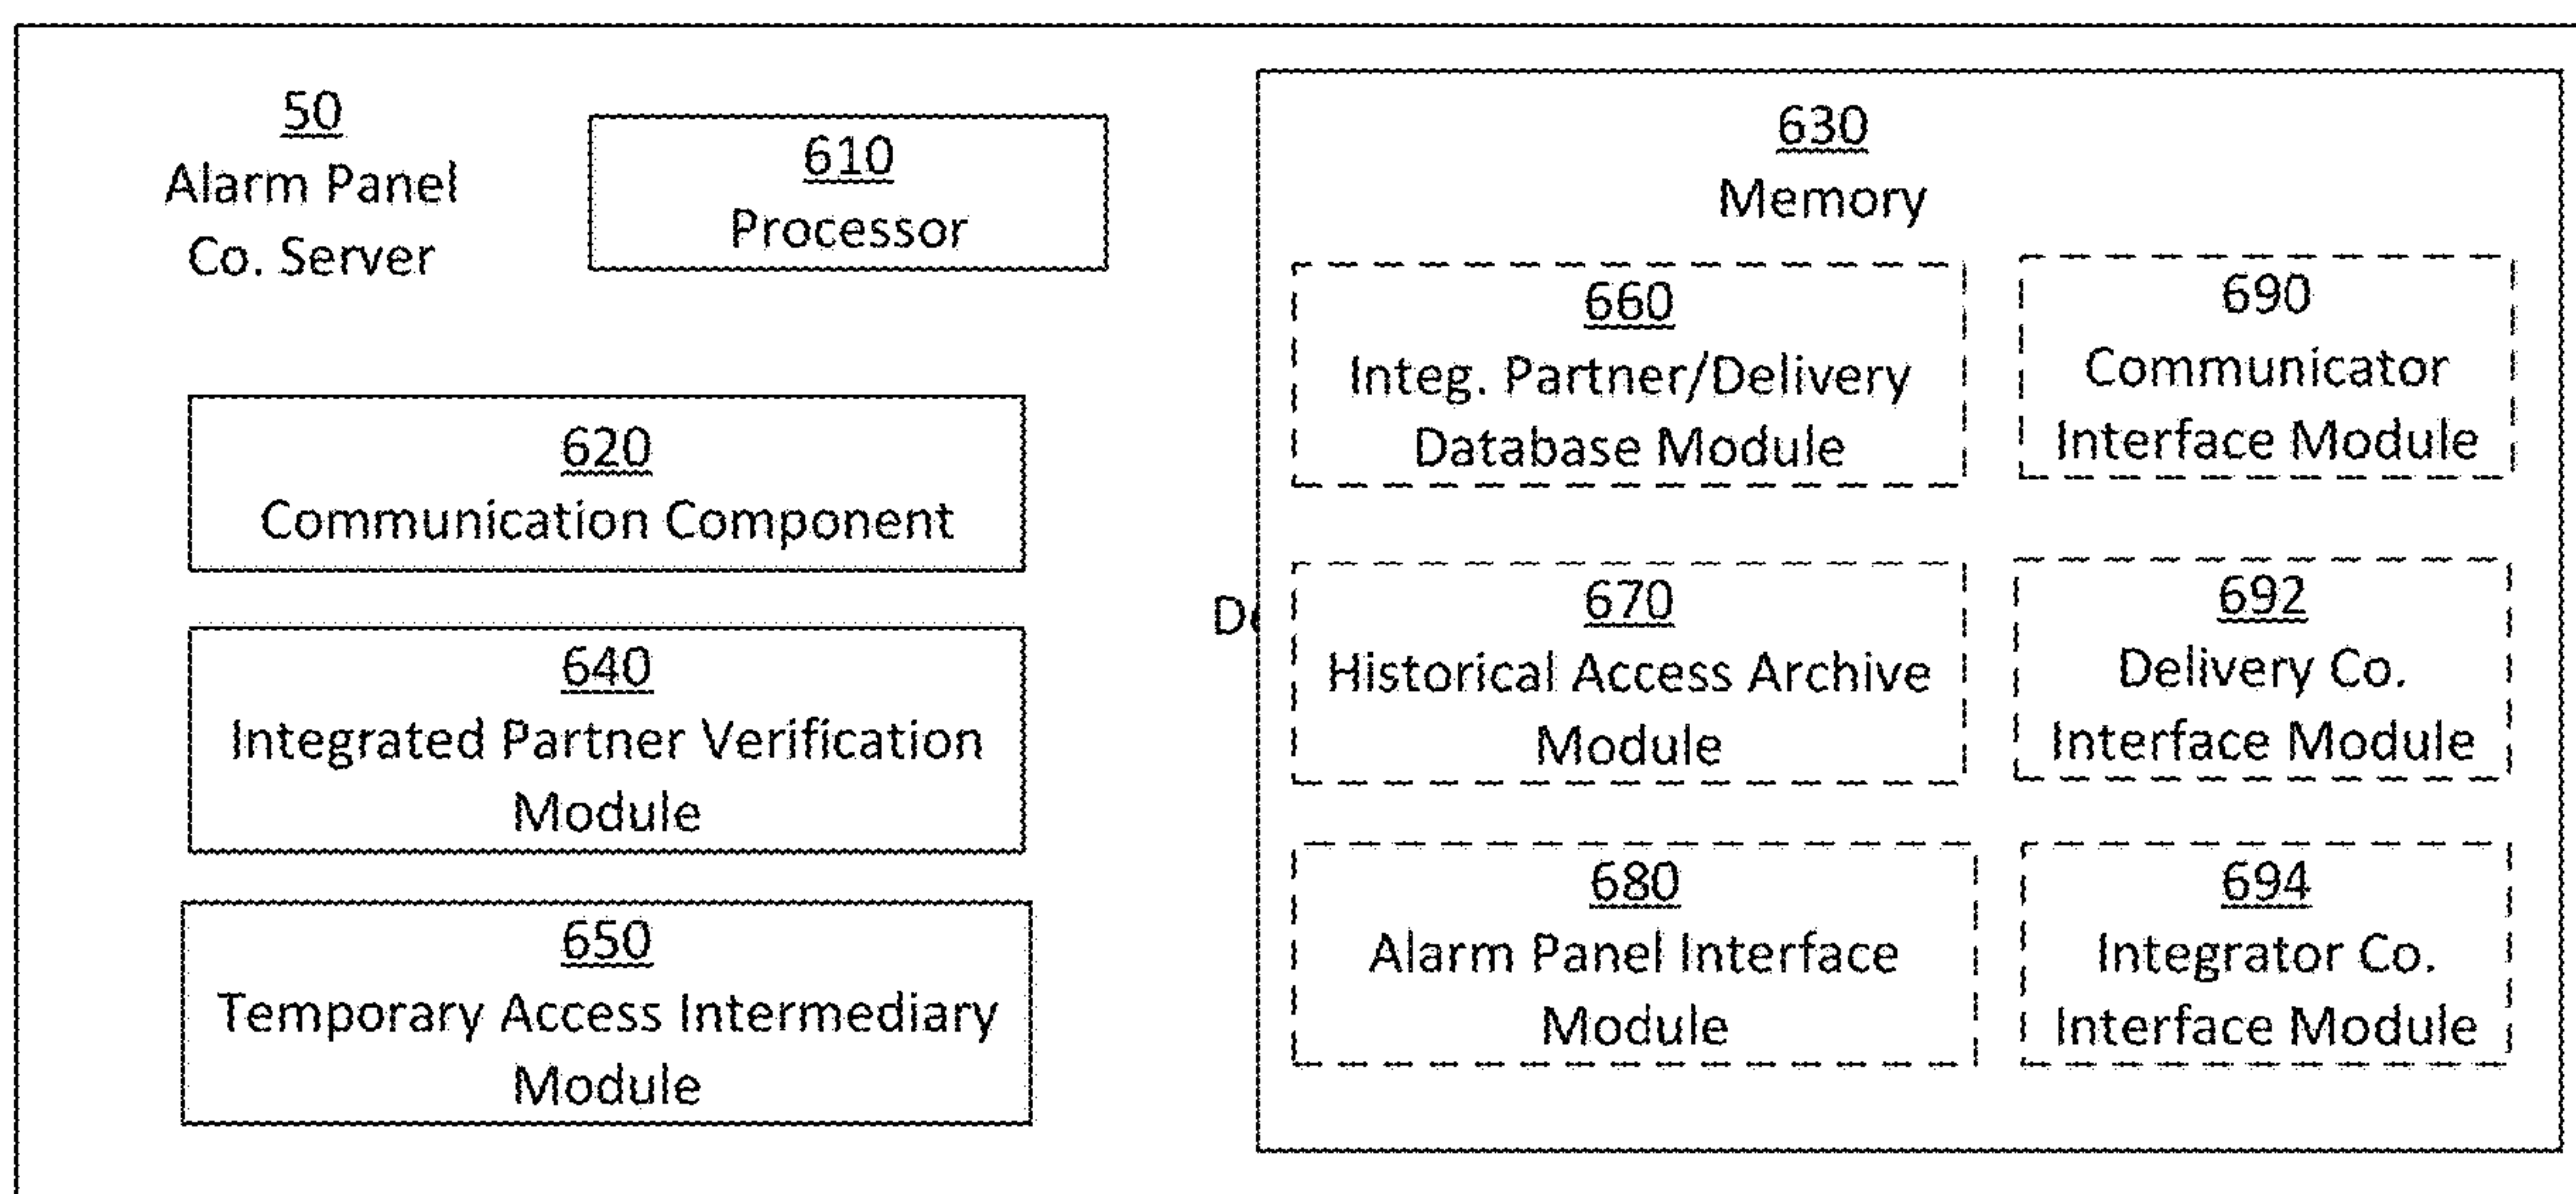 50
Alarm Panel
Co. Server
610
Processor
620
Communication Component
640
Integrated Partner Verification
Module
650
Temporary Access Intermediary
Module
630
Memory
660
Integ. Partner/Delivery
Database Module
690
Communicator
Interface Module
670
Historical Access Archive
Module
692
Delivery Co.
Interface Module
680
Alarm Panel Interface
Module
694
Integrator Co.
Interface Module